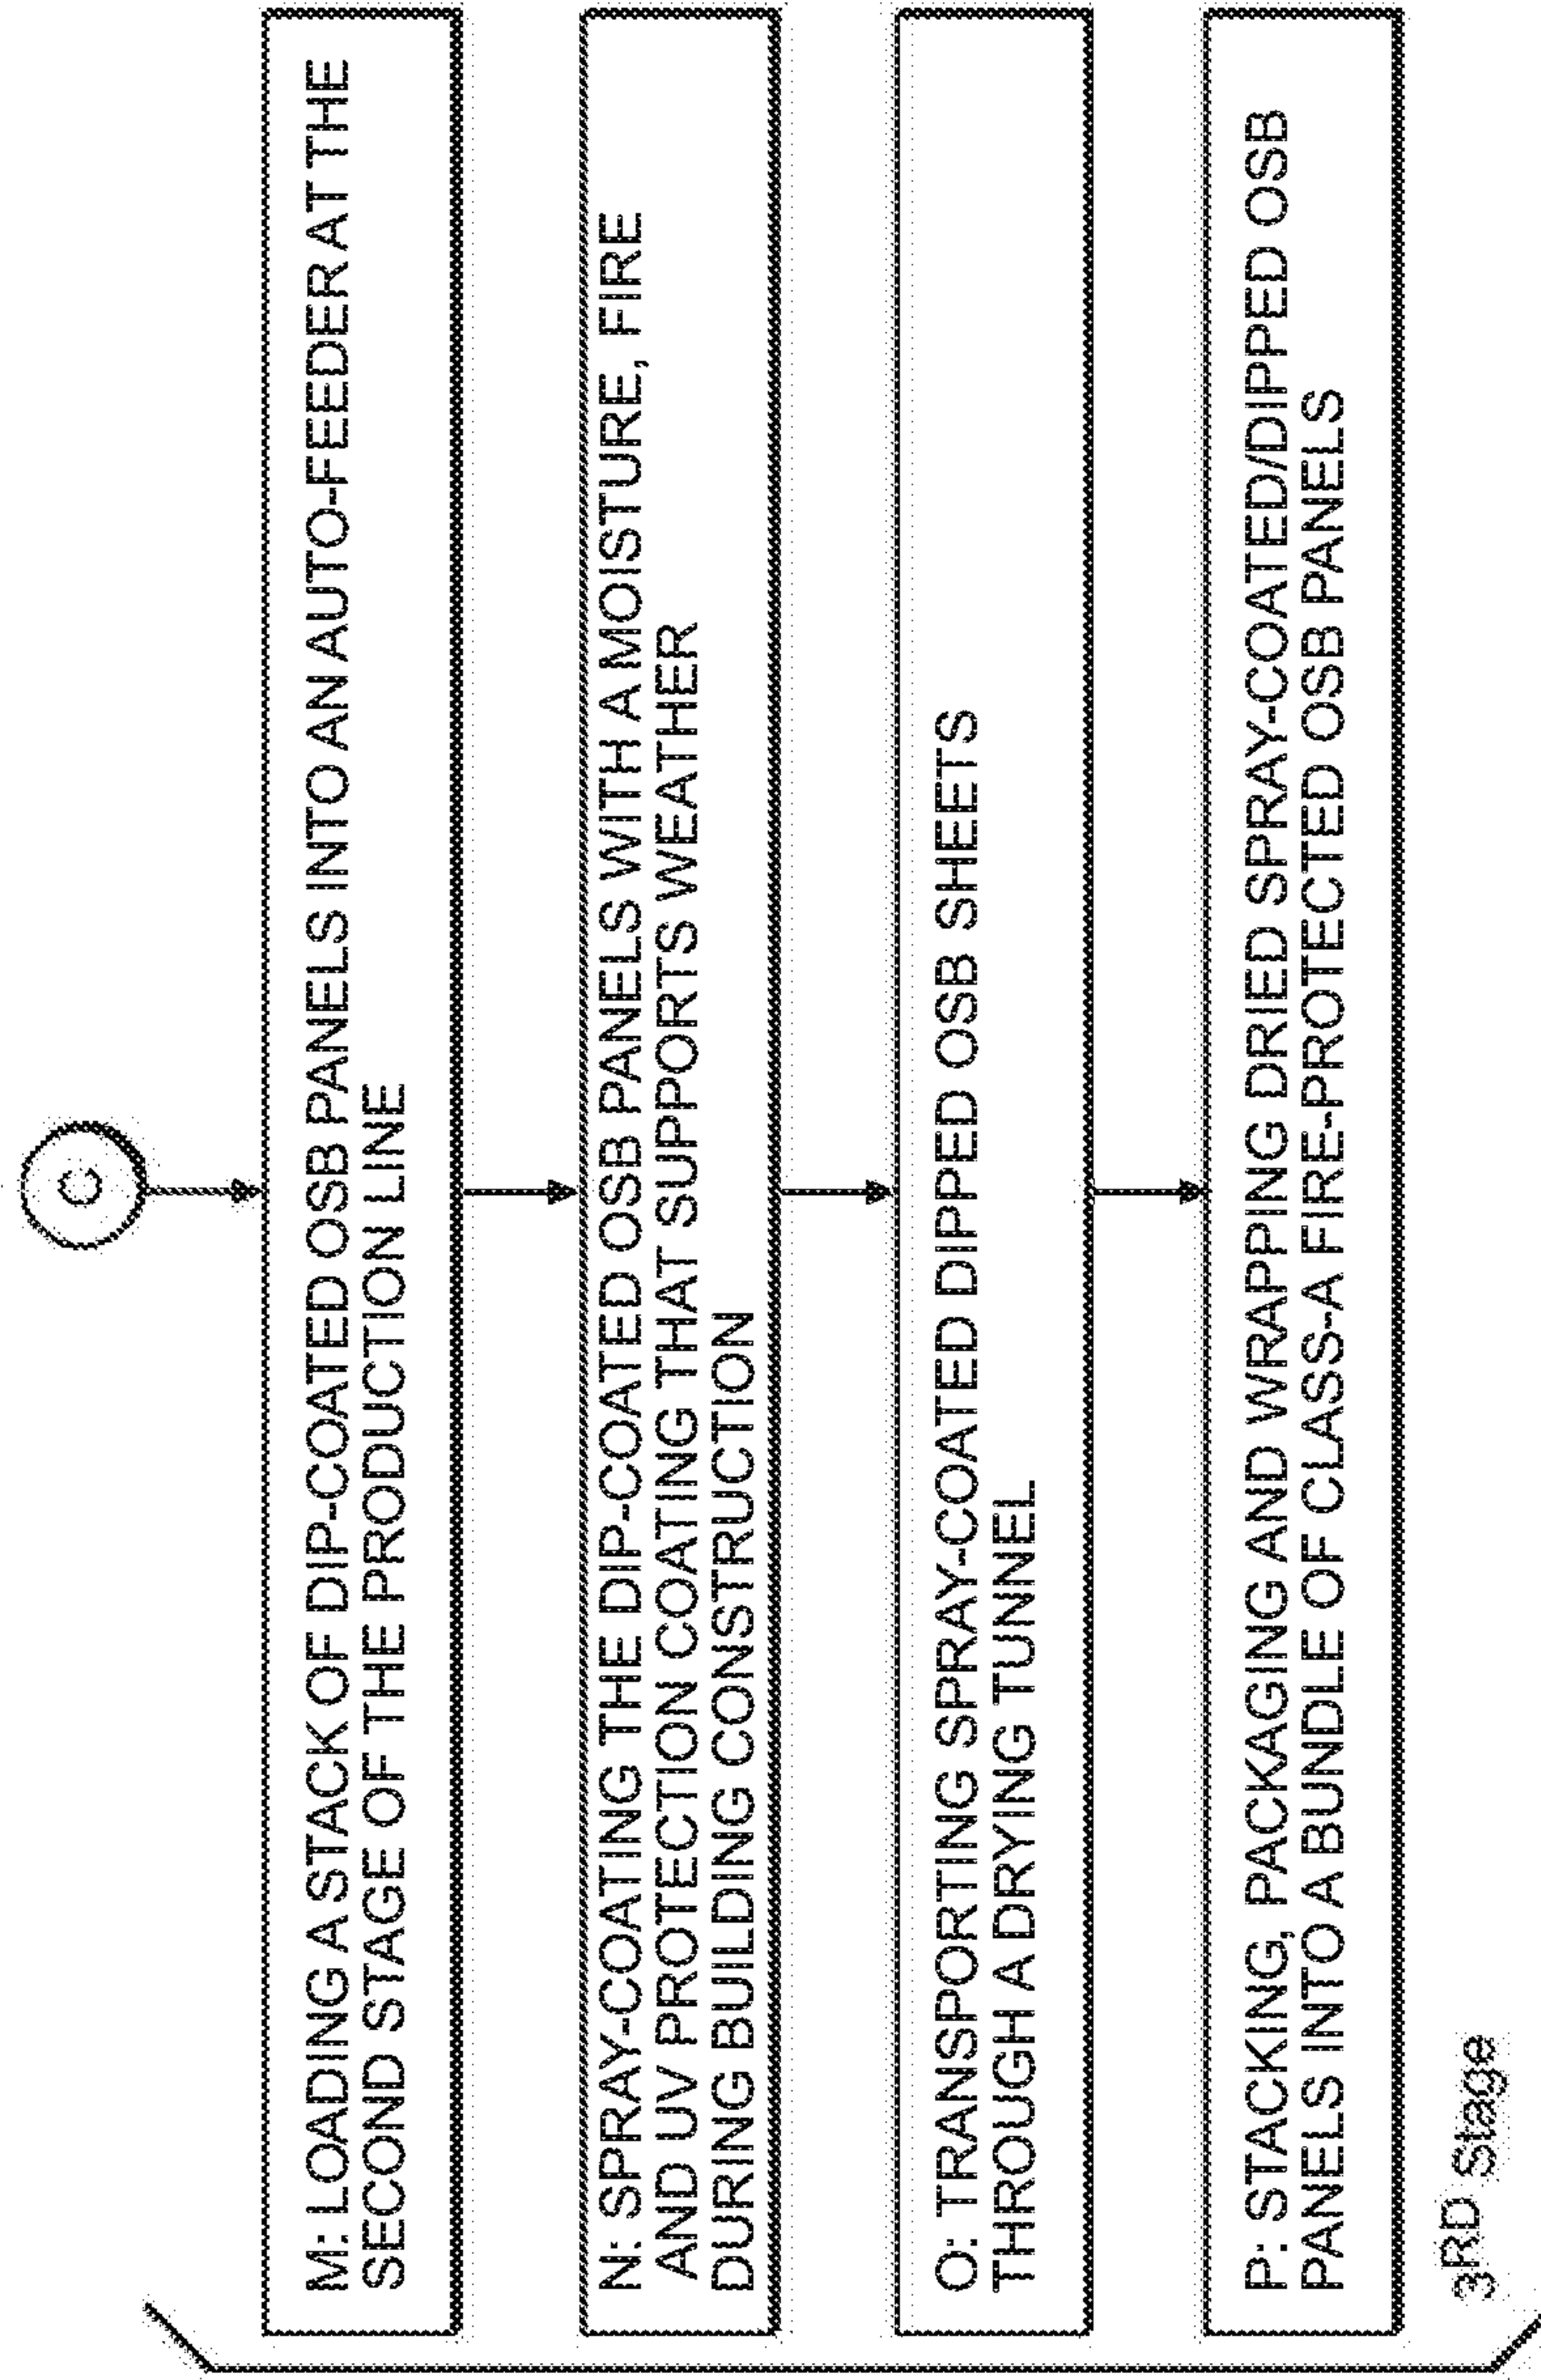 C
M: LOADING A STACK OF DIP-COATED OSB PANELS INTO AN AUTO-FEEDER AT THE
SECOND STAGE OF THE PRODUCTION LINE
N: SPRAY-COATING THE DIP-COATED OSB PANELS WITH A MOISTURE, FIRE
AND UV PROTECTION COATING THAT SUPPORTS WEATHER
DURING BUILDING CONSTRUCTION
O: TRANSPORTING SPRAY-COATED DIPPED OSB SHEETS
THROUGH A DRYING TUNNEL
P: STACKING, PACKAGING AND WRAPPING DRIED SPRAY-COATED/DIPPED OSB
PANELS INTO A BUNDLE OF CLASS-A FIRE-PROTECTED OSB PANELS
3RD Stage